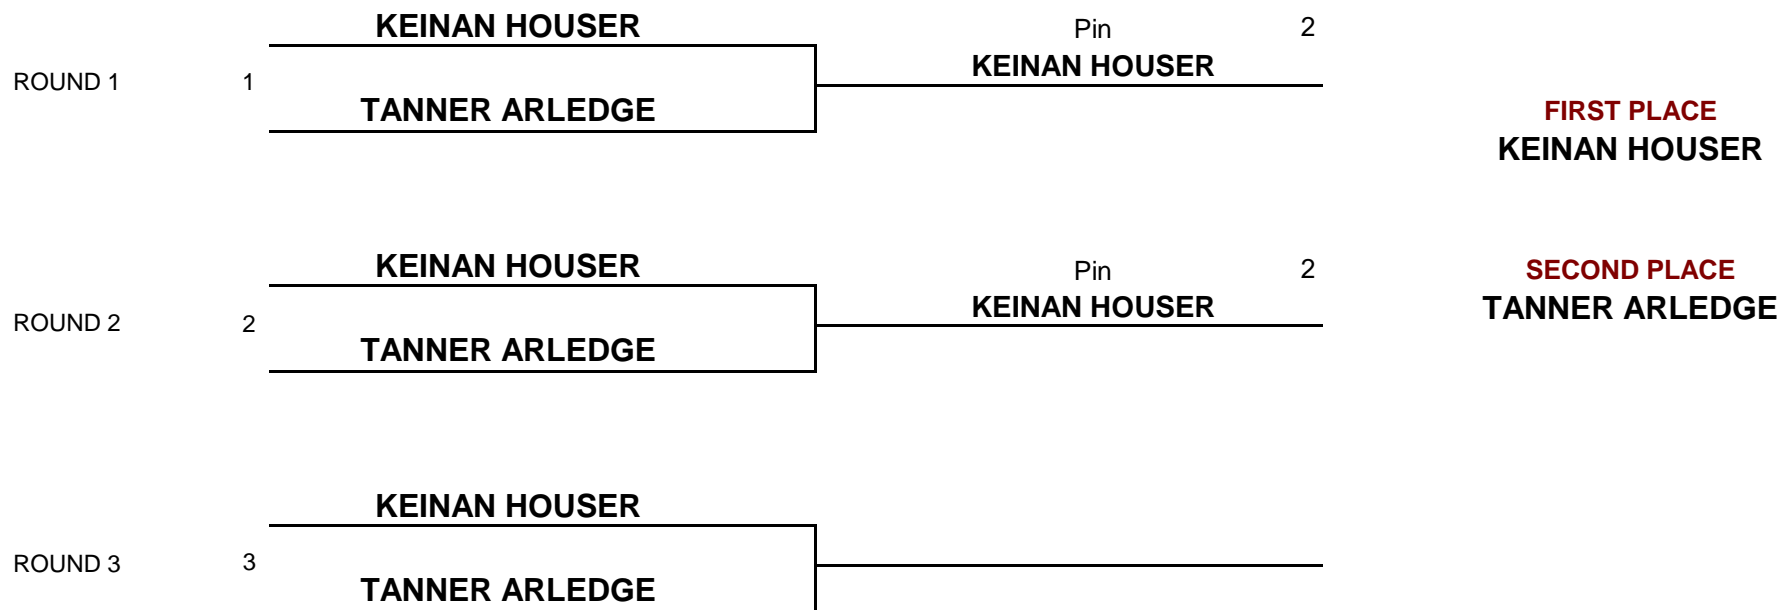 KEINAN HOUSER
Pin 2
KEINAN HOUSER
ROUND 1 1
TANNER ARLEDGE
FIRST PLACE
KEINAN HOUSER
KEINAN HOUSER
Pin 2
SECOND PLACE
KEINAN HOUSER
TANNER ARLEDGE
ROUND 2 2
TANNER ARLEDGE
KEINAN HOUSER
ROUND 3 3
TANNER ARLEDGE